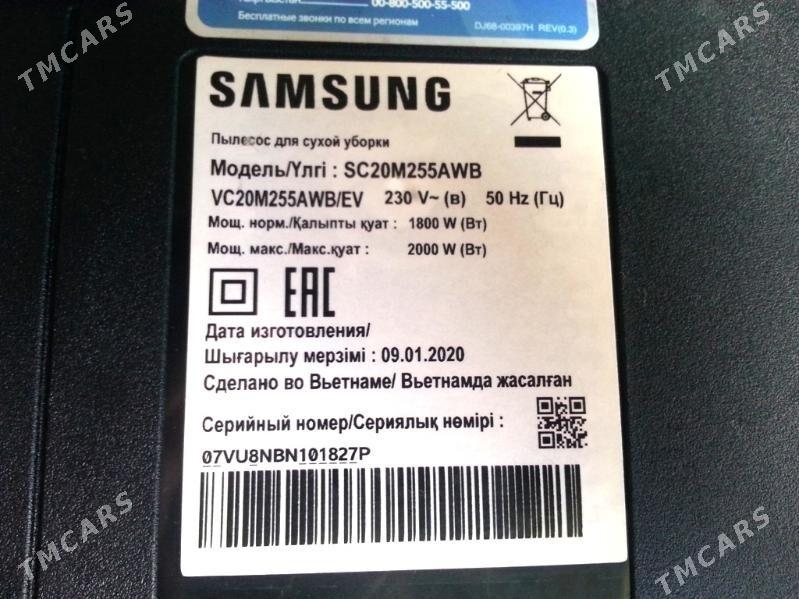 00-800-500-55-500
Бесплатные звонки по всем регионам
DJ68-00397H REV(0.3)
SAMSUNG
Пылесос для сухой уборки
Модель/Үлгі : SC20M255AWB
VC20M255AWB/EV 230 V~ (в) 50 Hz (Гц)
Мощ. норм./Қалыпты қуат : 1800 W (Вт)
Мощ. макс./Макс.қуат : 2000 W (Вт)
EAC
Дата изготовления/
Шығарылу мерзімі : 09.01.2020
Сделано во Вьетнаме/ Вьетнамда жасалған
Серийный номер/Сериялық нөмірі :
07VU8NBN101827P
TMCARS
TMCARS
TMCARS
TMCARS
TMCARS